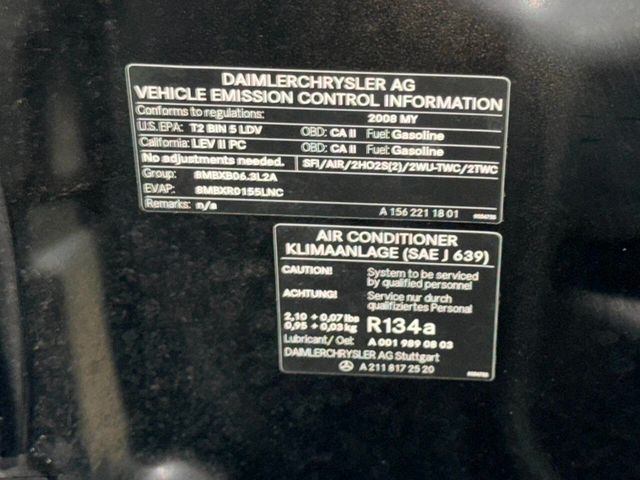 DAIMLERCHRYSLER AG
VEHICLE EMISSION CONTROL INFORMATION
Conforms to regulations: 2008 MY
U.S. EPA: T2 BIN 5 LDV OBD: CA II Fuel: Gasoline
California: LEV II PC OBD: CA II Fuel: Gasoline
No adjustments needed. SFI/AIR/2HO2S(2)/2WU-TWC/2TWC
Group: 8MBXB06.3L2A
EVAP: 8MBXR0155LNC
Remarks: n/a A 156 221 18 01
AIR CONDITIONER
KLIMAANLAGE (SAE J 639)
CAUTION! System to be serviced
by qualified personnel
ACHTUNG! Service nur durch
qualifiziertes Personal
2,10 + 0,07 lbs
0,95 + 0,03 kg R134a
Lubricant/ Oel: A 001 989 08 03
DAIMLERCHRYSLER AG Stuttgart
A 211 817 25 20